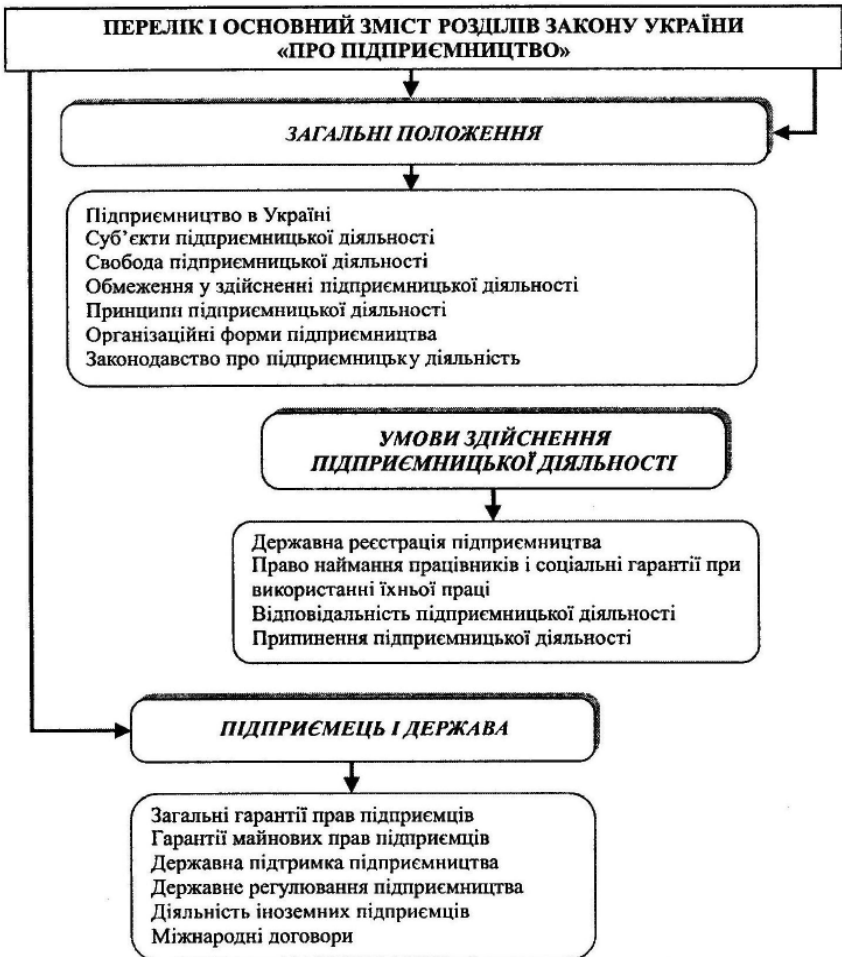 ПЕРЕЛІК І ОСНОВНИЙ ЗМІСТ РОЗДІЛІВ ЗАКОНУ УКРАЇНИ
«ПРО ПІДПРИЄМНИЦТВО»
ЗАГАЛЬНІ ПОЛОЖЕННЯ
Підприємництво в Україні
Суб’єкти підприємницької діяльності
Свобода підприємницької діяльності
Обмеження у здійсненні підприємницької діяльності
Принципи підприємницької діяльності
Організаційні форми підприємництва
Законодавство про підприємницьку діяльність
УМОВИ ЗДІЙСНЕННЯ
ПІДПРИЄМНИЦЬКОЇ ДІЯЛЬНОСТІ
Державна реєстрація підприємництва
Право наймання працівників і соціальні гарантії при
використанні їхньої праці
Відповідальність підприємницької діяльності
Припинення підприємницької діяльності
ПІДПРИЄМЕЦЬ І ДЕРЖАВА
Загальні гарантії прав підприємців
Гарантії майнових прав підприємців
Державна підтримка підприємництва
Державне регулювання підприємництва
Діяльність іноземних підприємців
Міжнародні договори